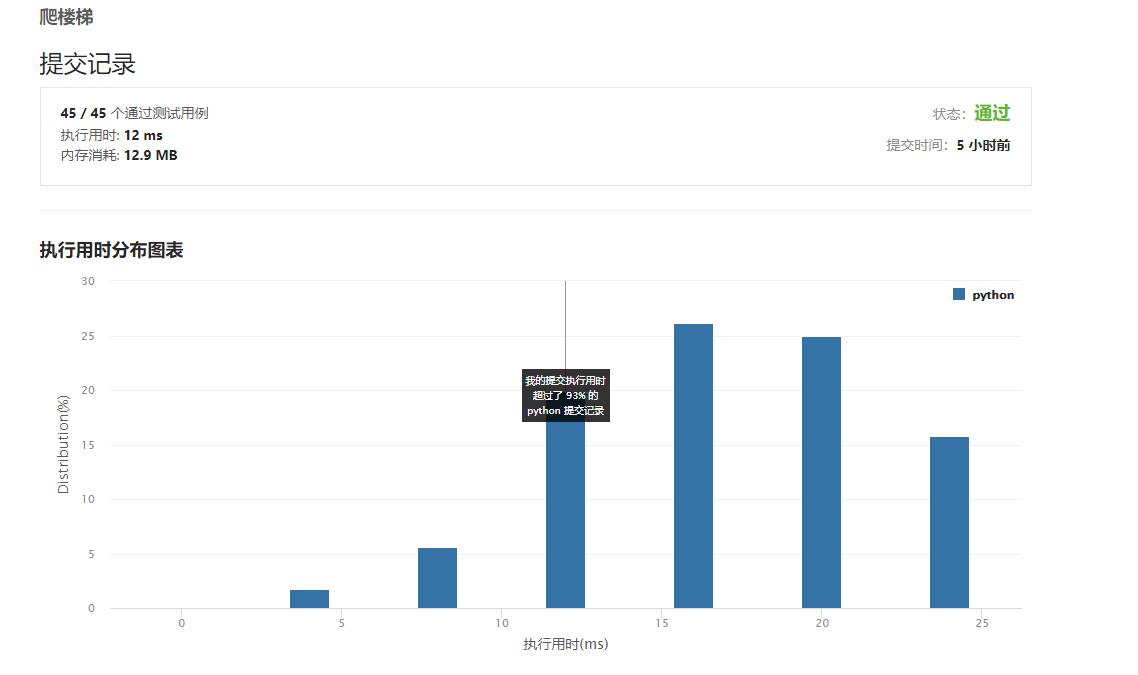 爬楼梯
提交记录
45 / 45 个通过测试用例
状态：通过
执行用时: 12 ms
提交时间：5 小时前
内存消耗: 12.9 MB
执行用时分布图表
30
25
20
15
10
5
0
Distribution(%)
python
我的提交执行用时
超过了 93% 的
python 提交记录
0
5
10
15
20
25
执行用时(ms)